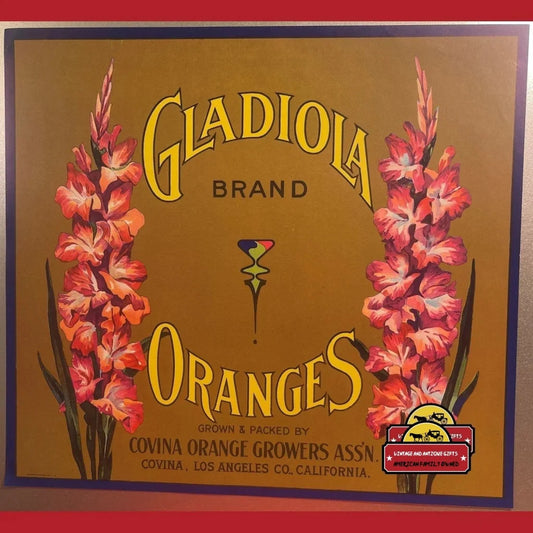 GLADIOLA
BRAND
ORANGES
GROWN & PACKED BY
COVINA ORANGE GROWERS ASS'N.
COVINA, LOS ANGELES CO., CALIFORNIA.
VINTAGE AND ANTIQUE GIFTS
AMERICAN FAMILY OWNED